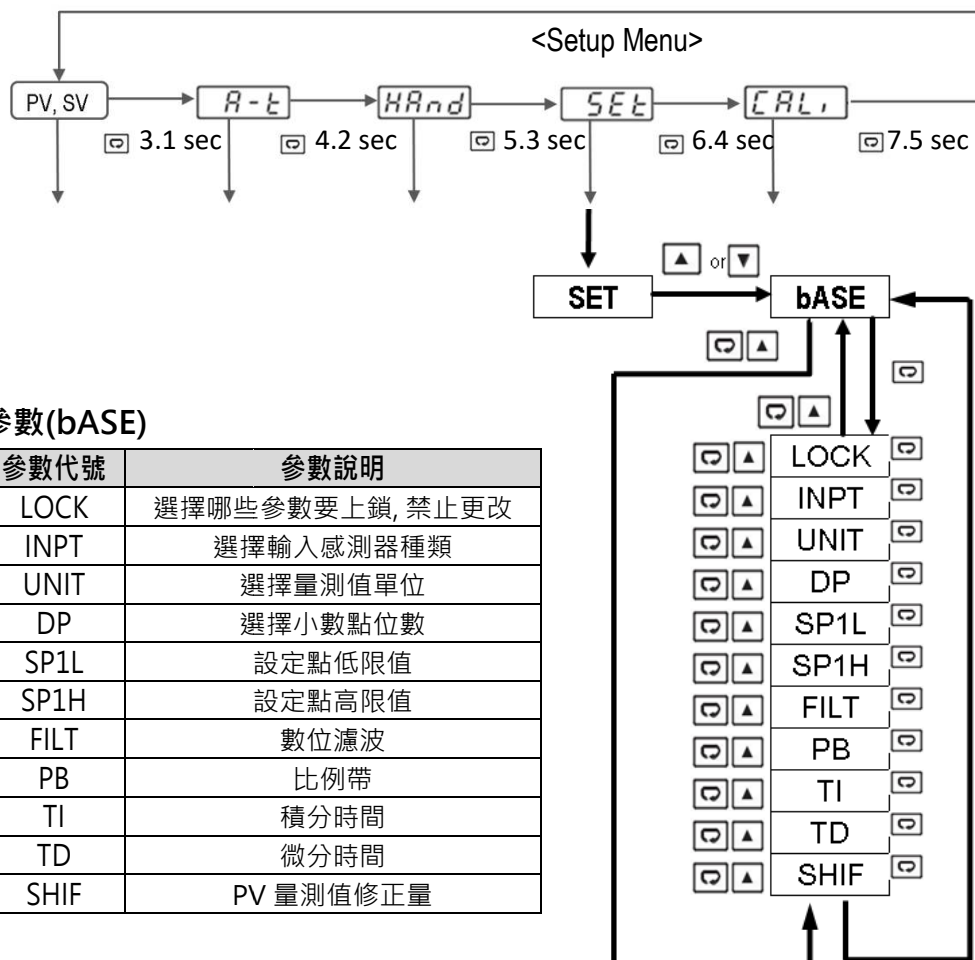 <Setup Menu>
PV, SV
A-t
HAnd
SEt
CALi
3.1 sec
4.2 sec
5.3 sec
6.4 sec
7.5 sec
or
SET
bASE
參數(bASE)
參數代號 參數說明
LOCK 選擇哪些參數要上鎖, 禁止更改
INPT 選擇輸入感測器種類
UNIT 選擇量測值單位
DP 選擇小數點位數
SP1L 設定點低限值
SP1H 設定點高限值
FILT 數位濾波
PB 比例帶
TI 積分時間
TD 微分時間
SHIF PV 量測值修正量
LOCK
INPT
UNIT
DP
SP1L
SP1H
FILT
PB
TI
TD
SHIF